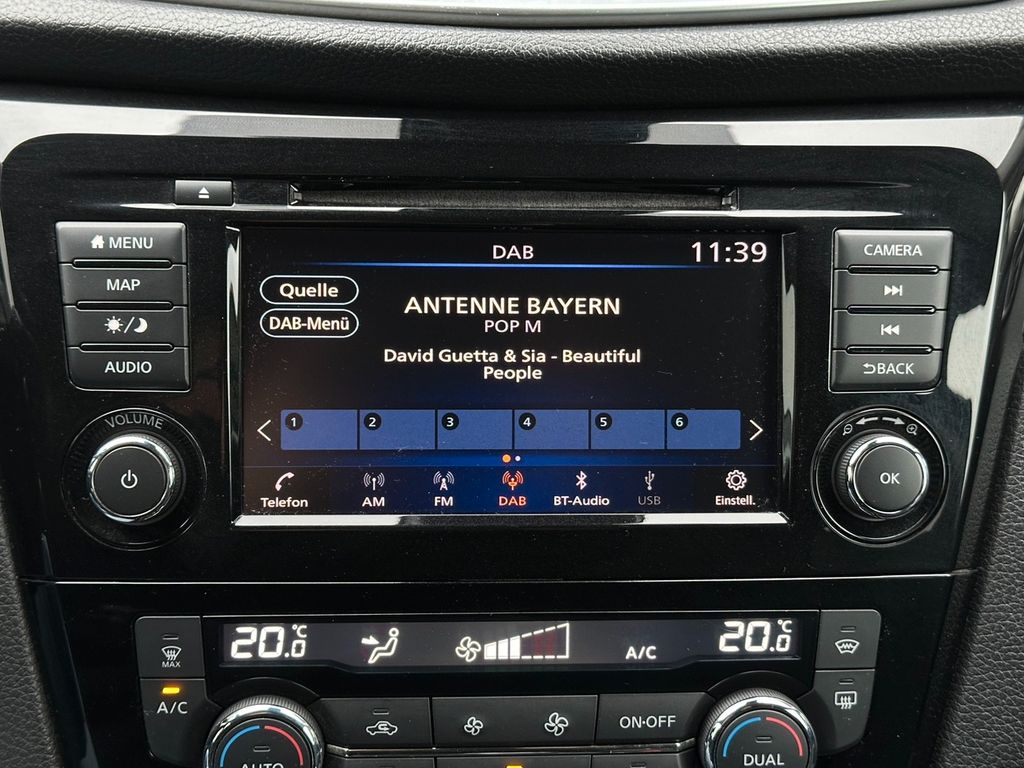 MENU
MAP
AUDIO
VOLUME
DAB
11:39
Quelle
DAB-Menü
ANTENNE BAYERN
POP M
David Guetta & Sia - Beautiful
People
1 2 3 4 5 6
Telefon AM FM DAB BT-Audio USB Einstell.
CAMERA
BACK
OK
20.0°C
A/C
20.0°C
MAX
A/C
ON·OFF
AUTO
DUAL